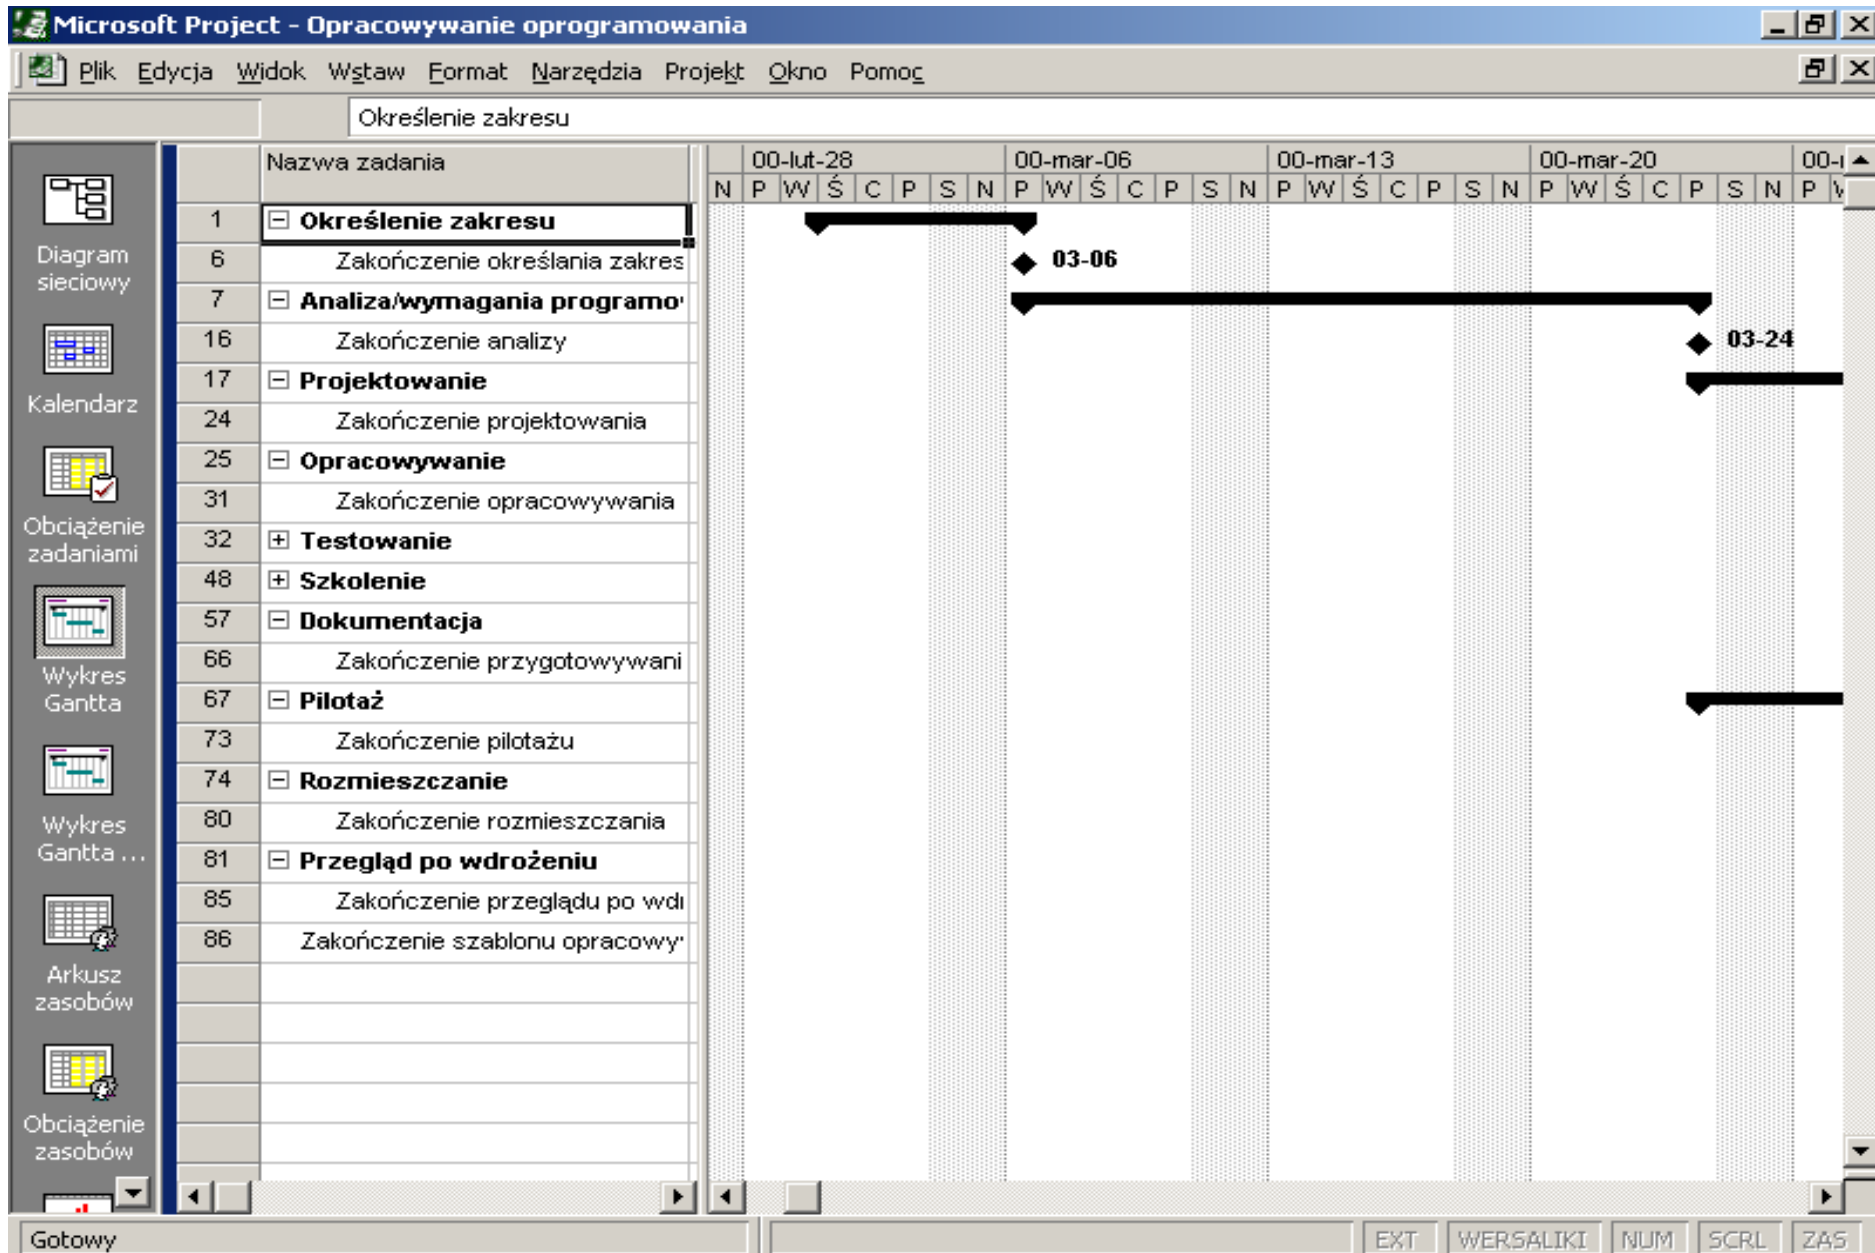 Microsoft Project - Opracowywanie oprogramowania
Plik Edycja Widok Wstaw Format Narzędzia Projekt Okno Pomoc
Określenie zakresu
Nazwa zadania
00-lut-28 00-mar-06 00-mar-13 00-mar-20 00-
N P W Ś C P S N P W Ś C P S N P W Ś C P S N P W Ś C P S N P
1 Określenie zakresu
6 Zakończenie określania zakres 03-06
7 Analiza/wymagania programo
16 Zakończenie analizy 03-24
17 Projektowanie
24 Zakończenie projektowania
25 Opracowywanie
31 Zakończenie opracowywania
32 Testowanie
48 Szkolenie
57 Dokumentacja
66 Zakończenie przygotowywani
67 Pilotaż
73 Zakończenie pilotażu
74 Rozmieszczanie
80 Zakończenie rozmieszczania
81 Przegląd po wdrożeniu
85 Zakończenie przeglądu po wdr
86 Zakończenie szablonu opracowy
Diagram
sieciowy
Kalendarz
Obciążenie
zadaniami
Wykres
Gantta
Wykres
Gantta ...
Arkusz
zasobów
Obciążenie
zasobów
Gotowy
EXT WERSALIKI NUM SCRL ZAS